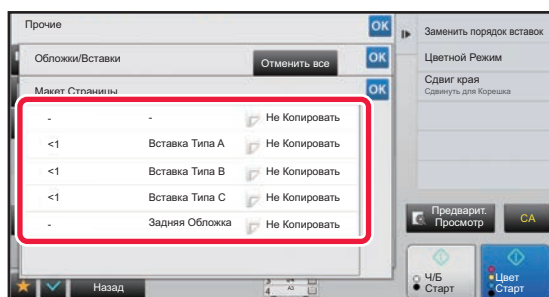 Прочие
OK
Обложки/Вставки
Отменить все
OK
Макет Страницы
OK
- - Не Копировать
<1 Вставка Типа A Не Копировать
<1 Вставка Типа B Не Копировать
<1 Вставка Типа C Не Копировать
- Задняя Обложка Не Копировать
Назад
Заменить порядок вставок
Цветной Режим
Сдвиг края
Сдвинуть для Корешка
Предварит.
Просмотр
CA
Ч/Б
Старт
Цвет
Старт
4 A3